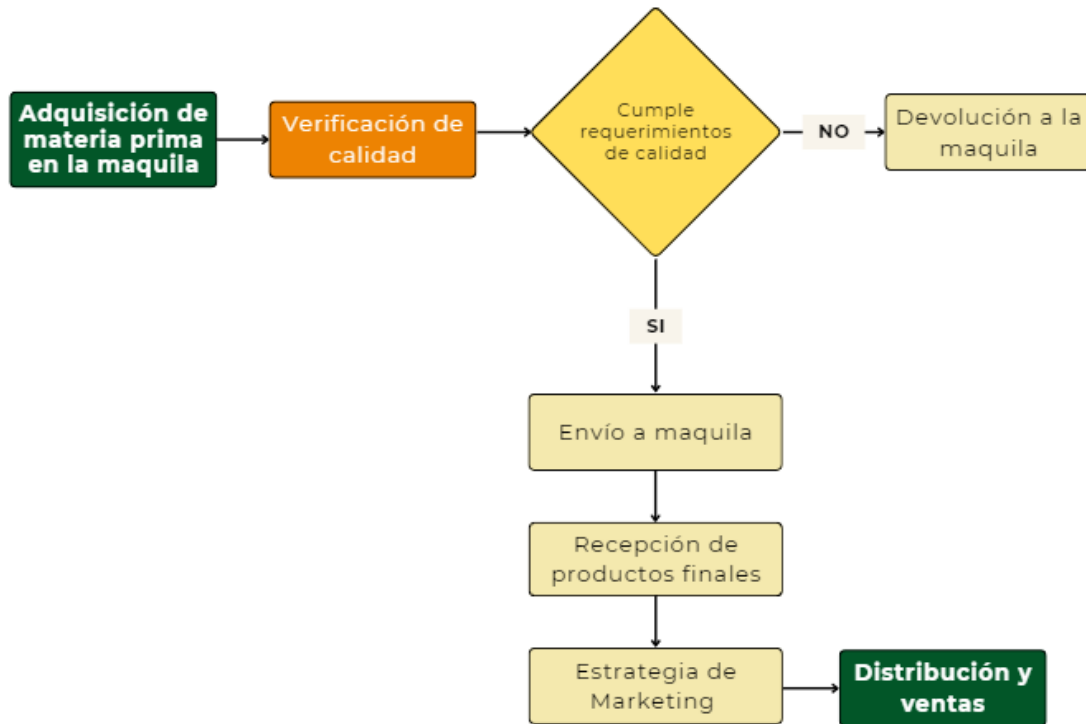 Adquisición de
materia prima
en la maquila
Verificación de
calidad
Cumple
requerimientos
de calidad
NO
Devolución a la
maquila
SI
Envío a maquila
Recepción de
productos finales
Estrategia de
Marketing
Distribución y
ventas